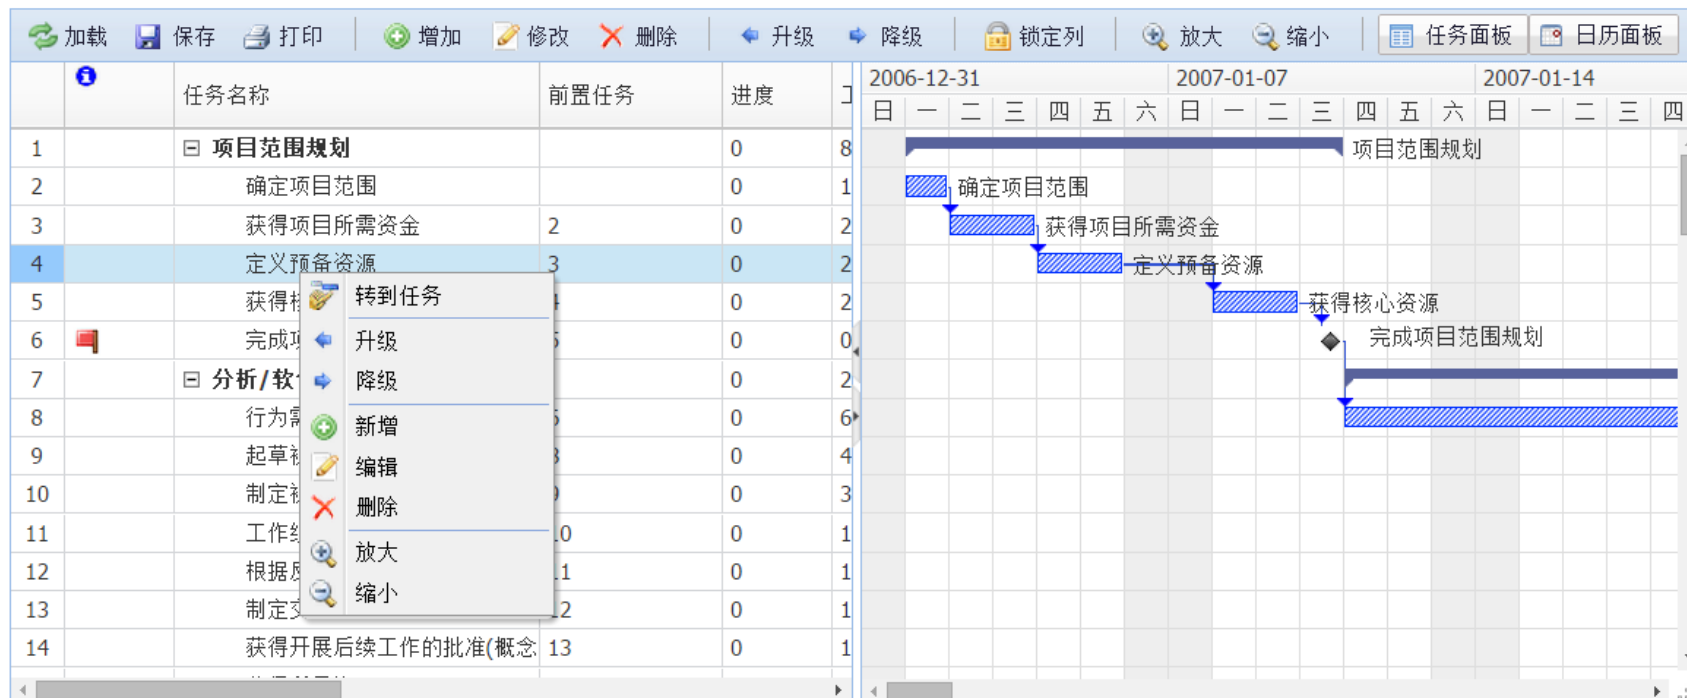 加载 保存 打印 增加 修改 删除 升级 降级 锁定列 放大 缩小 任务面板 日历面板
任务名称 前置任务 进度
2006-12-31 2007-01-07 2007-01-14
日 一 二 三 四 五 六 日 一 二 三 四 五 六 日 一 二 三 四
1 项目范围规划 0 8 项目范围规划
2 确定项目范围 0 1 确定项目范围
3 获得项目所需资金 2 0 2 获得项目所需资金
4 定义预备资源 3 0 2 定义预备资源
5 获得 0 2 获得核心资源
6 完成 0 0 完成项目范围规划
7 分析/软 0 2
8 行为 0 6
9 起草 0 4
10 制定 0 3
11 工作 0 1
12 根据 0 1
13 制定 0 1
14 获得开展后续工作的批准(概念 13 0 1
转到任务
升级
降级
新增
编辑
删除
放大
缩小